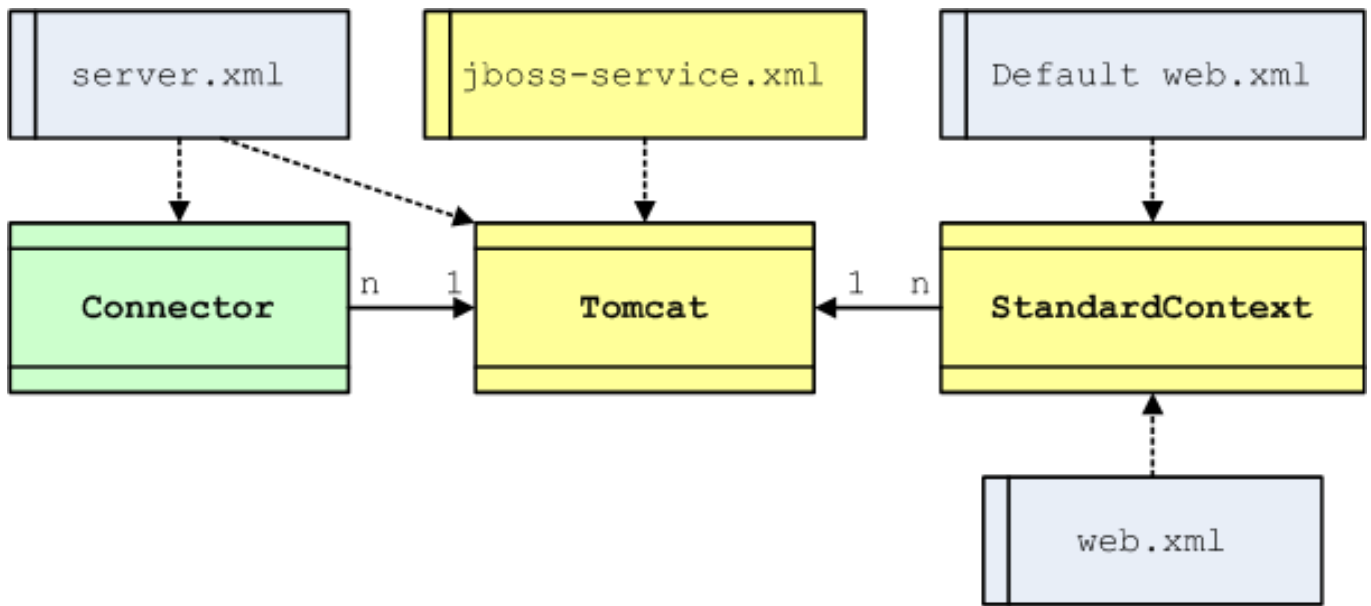 server.xml
jboss-service.xml
Default web.xml
Connector
n
1
Tomcat
1
n
StandardContext
web.xml